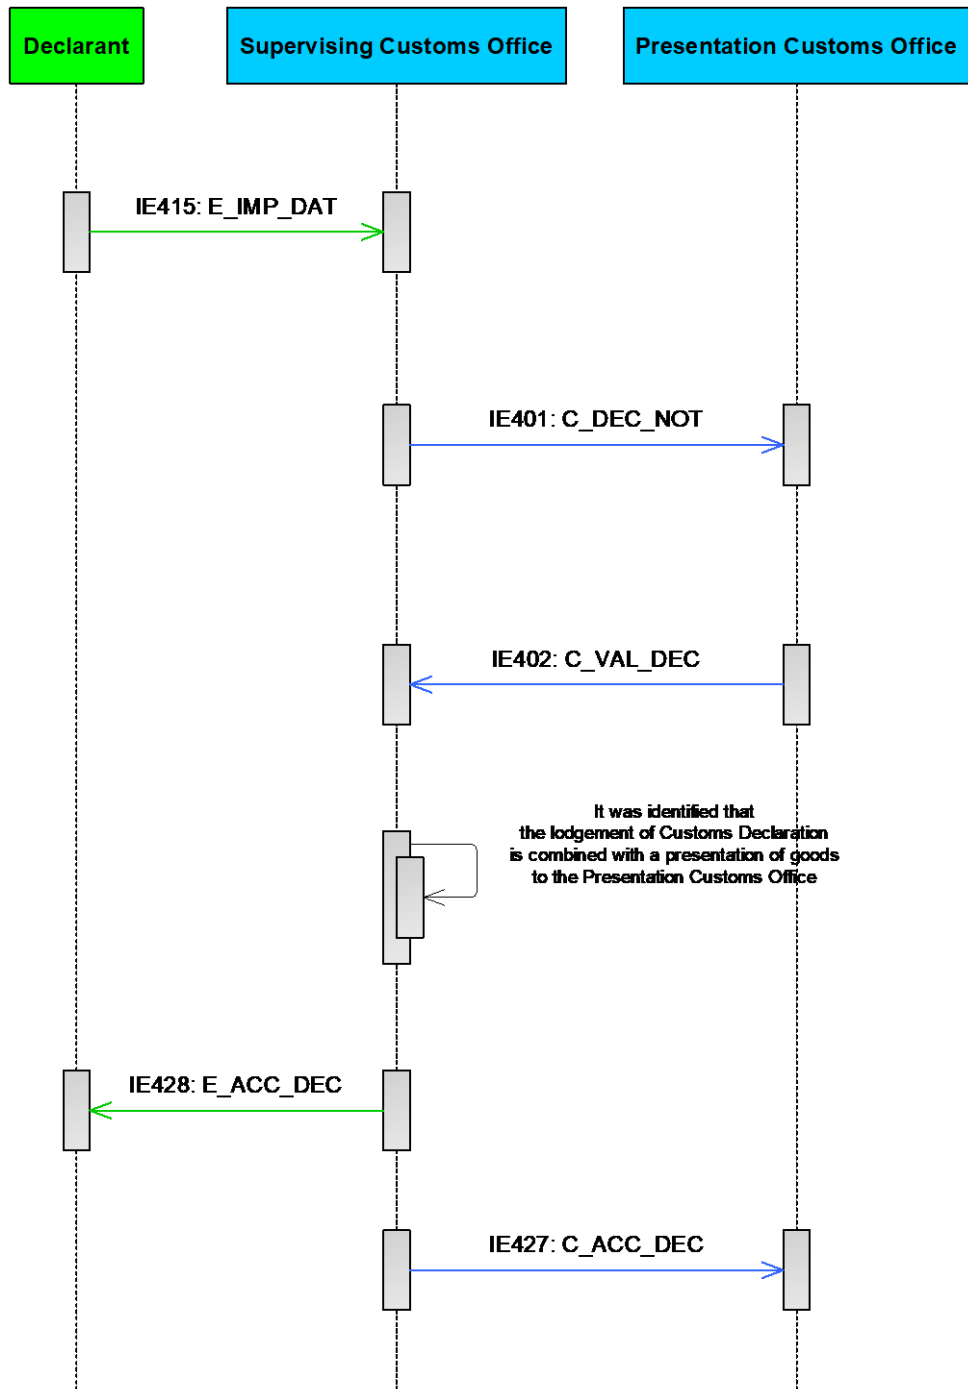 Declarant
Supervising Customs Office
Presentation Customs Office
IE415: E_IMP_DAT
IE401: C_DEC_NOT
IE402: C_VAL_DEC
It was identified that
the lodgement of Customs Declaration
is combined with a presentation of goods
to the Presentation Customs Office
IE428: E_ACC_DEC
IE427: C_ACC_DEC